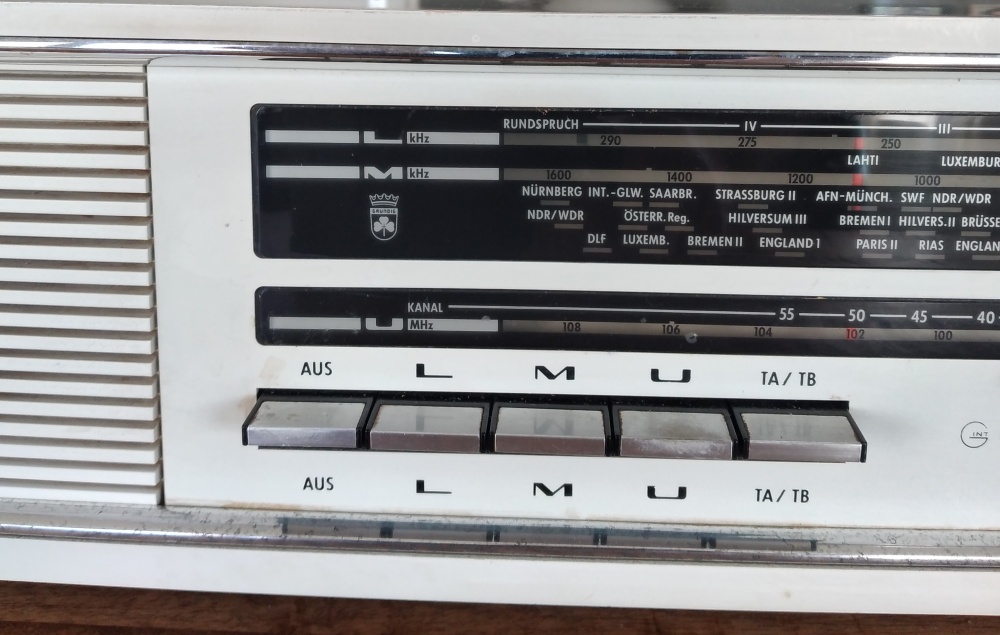 RUNDSPRUCH IV III
L kHz 290 275 250
LAHTI LUXEMBUR
M kHz 1600 1400 1200 1000
NÜRNBERG INT.-GLW. SAARBR. STRASSBURG II AFN-MÜNCH. SWF NDR/WDR
GRUNDIG
NDR/WDR ÖSTERR.Reg. HILVERSUM III BREMEN I HILVERS.II BRÜSSE
DLF LUXEMB. BREMEN II ENGLAND 1 PARIS II RIAS ENGLAN
KANAL 55 50 45 40
U MHz 108 106 104 102 100
AUS L M U TA/TB
INT
AUS L M U TA/TB